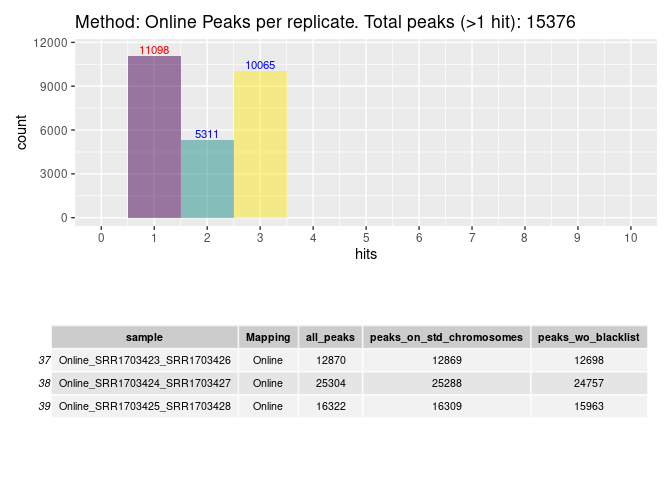 Method: Online Peaks per replicate. Total peaks (>1 hit): 15376
12000
9000
6000
3000
0
count
11098
5311
10065
0 1 2 3 4 5 6 7 8 9 10
hits
sample Mapping all_peaks peaks_on_std_chromosomes peaks_wo_blacklist
37 Online_SRR1703423_SRR1703426 Online 12870 12869 12698
38 Online_SRR1703424_SRR1703427 Online 25304 25288 24757
39 Online_SRR1703425_SRR1703428 Online 16322 16309 15963